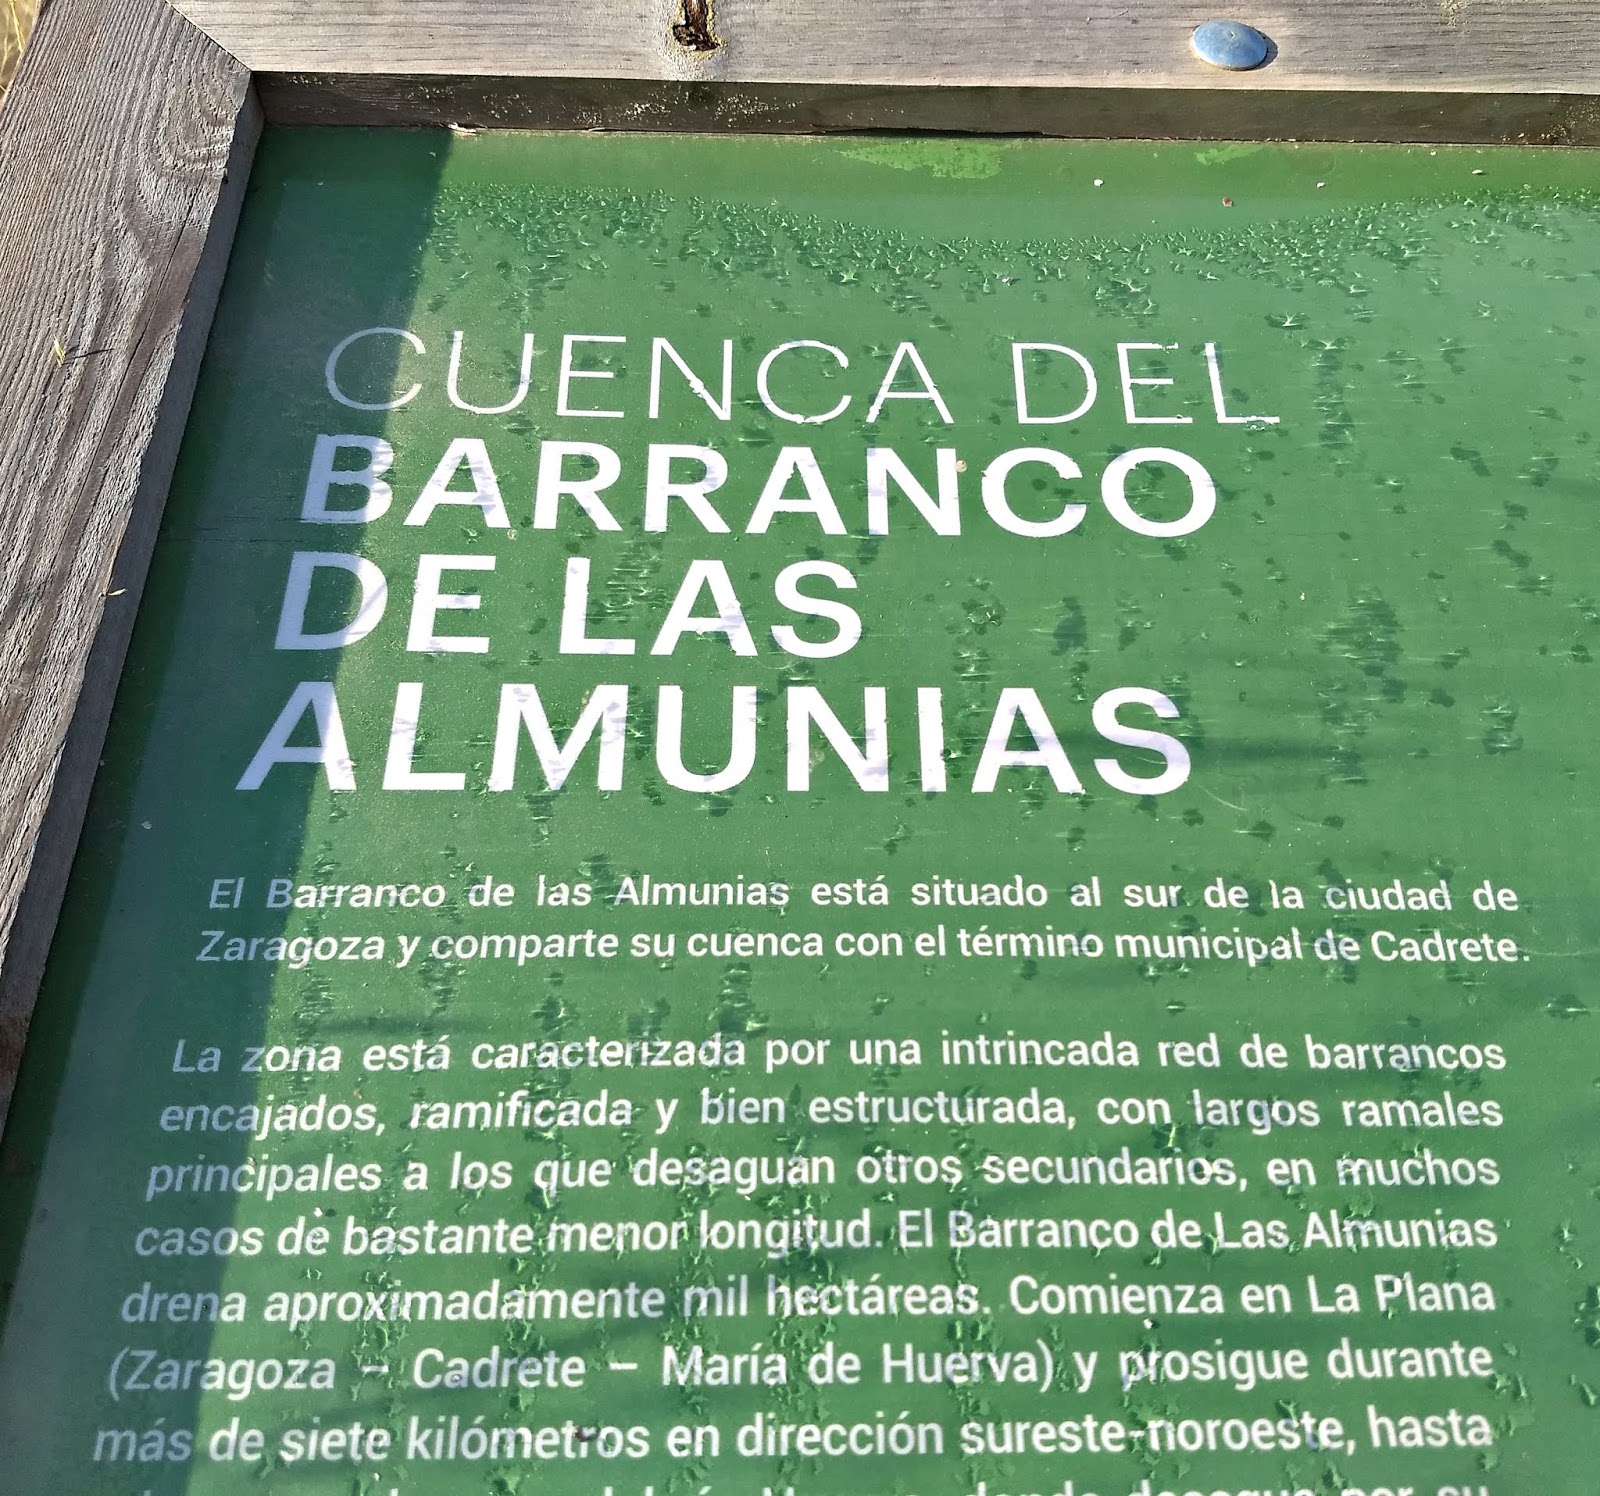 CUENCA DEL
BARRANCO
DE LAS
ALMUNIAS
El Barranco de las Almunias está situado al sur de la ciudad de
Zaragoza y comparte su cuenca con el término municipal de Cadrete.
La zona está caracterizada por una intrincada red de barrancos
encajados, ramificada y bien estructurada, con largos ramales
principales a los que desaguan otros secundarios, en muchos
casos de bastante menor longitud. El Barranco de Las Almunias
drena aproximadamente mil hectáreas. Comienza en La Plana
(Zaragoza – Cadrete – María de Huerva) y prosigue durante
más de siete kilómetros en dirección sureste-noroeste, hasta
donde desagua por su